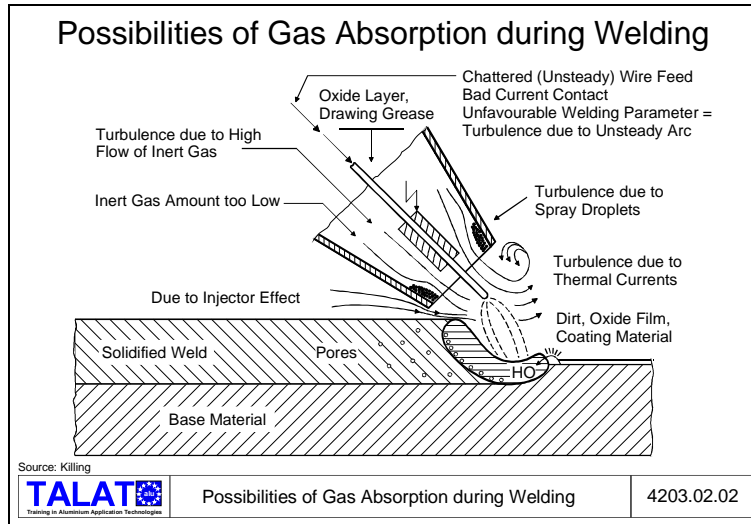 Possibilities of Gas Absorption during Welding
Chattered (Unsteady) Wire Feed
Bad Current Contact
Unfavourable Welding Parameter =
Turbulence due to Unsteady Arc
Oxide Layer,
Drawing Grease
Turbulence due to High
Flow of Inert Gas
Inert Gas Amount too Low
Turbulence due to
Spray Droplets
Turbulence due to
Thermal Currents
Due to Injector Effect
Dirt, Oxide Film,
Coating Material
Solidified Weld
Pores
HO
Base Material
Source: Killing
TALAT
alu
Training in Aluminium Application Technologies
Possibilities of Gas Absorption during Welding
4203.02.02